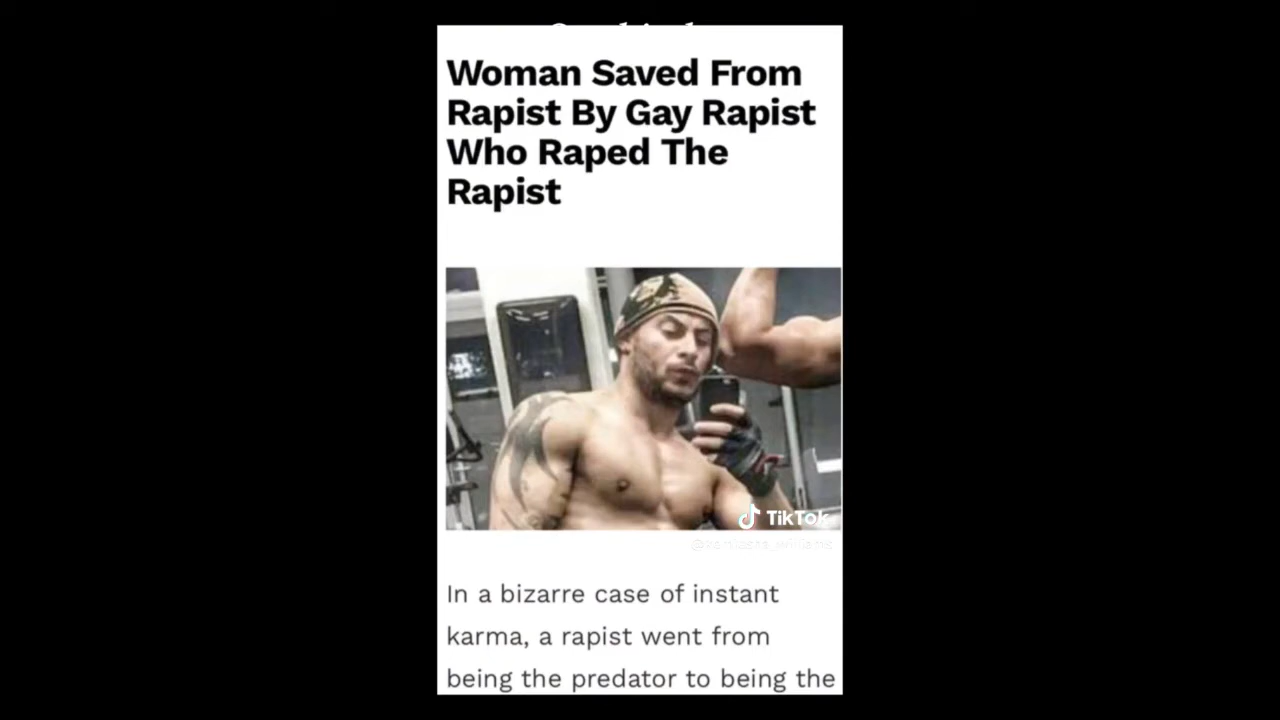 Woman Saved From
Rapist By Gay Rapist
Who Raped The
Rapist
TikTok
In a bizarre case of instant
karma, a rapist went from
being the predator to being the